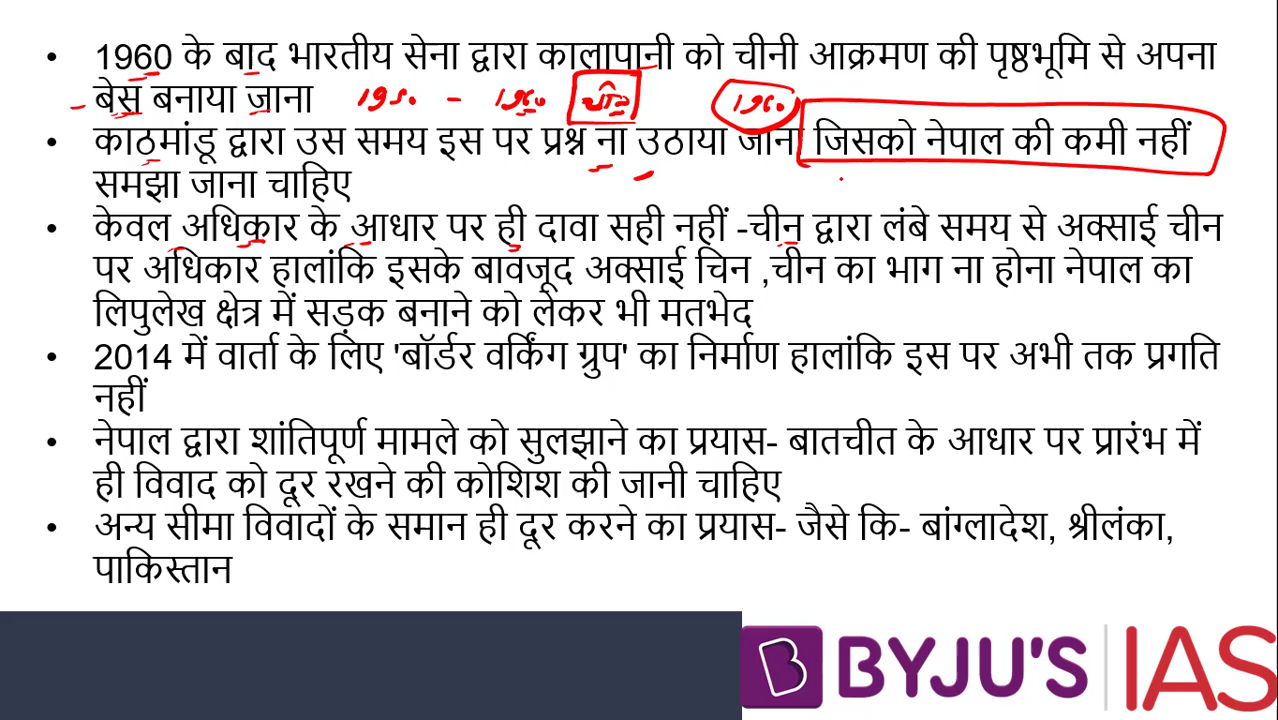 • 1960 के बाद भारतीय सेना द्वारा कालापानी को चीनी आक्रमण की पृष्ठभूमि से अपना
बेस बनाया जाना 1950 - 1960 चीन 1960
• काठमांडू द्वारा उस समय इस पर प्रश्न ना उठाया जाना जिसको नेपाल की कमी नहीं
समझा जाना चाहिए
• केवल अधिकार के आधार पर ही दावा सही नहीं -चीन द्वारा लंबे समय से अक्साई चीन
पर अधिकार हालांकि इसके बावजूद अक्साई चिन ,चीन का भाग ना होना नेपाल का
लिपुलेख क्षेत्र में सड़क बनाने को लेकर भी मतभेद
• 2014 में वार्ता के लिए 'बॉर्डर वर्किंग ग्रुप' का निर्माण हालांकि इस पर अभी तक प्रगति
नहीं
• नेपाल द्वारा शांतिपूर्ण मामले को सुलझाने का प्रयास- बातचीत के आधार पर प्रारंभ में
ही विवाद को दूर रखने की कोशिश की जानी चाहिए
• अन्य सीमा विवादों के समान ही दूर करने का प्रयास- जैसे कि- बांग्लादेश, श्रीलंका,
पाकिस्तान
B BYJU'S IAS